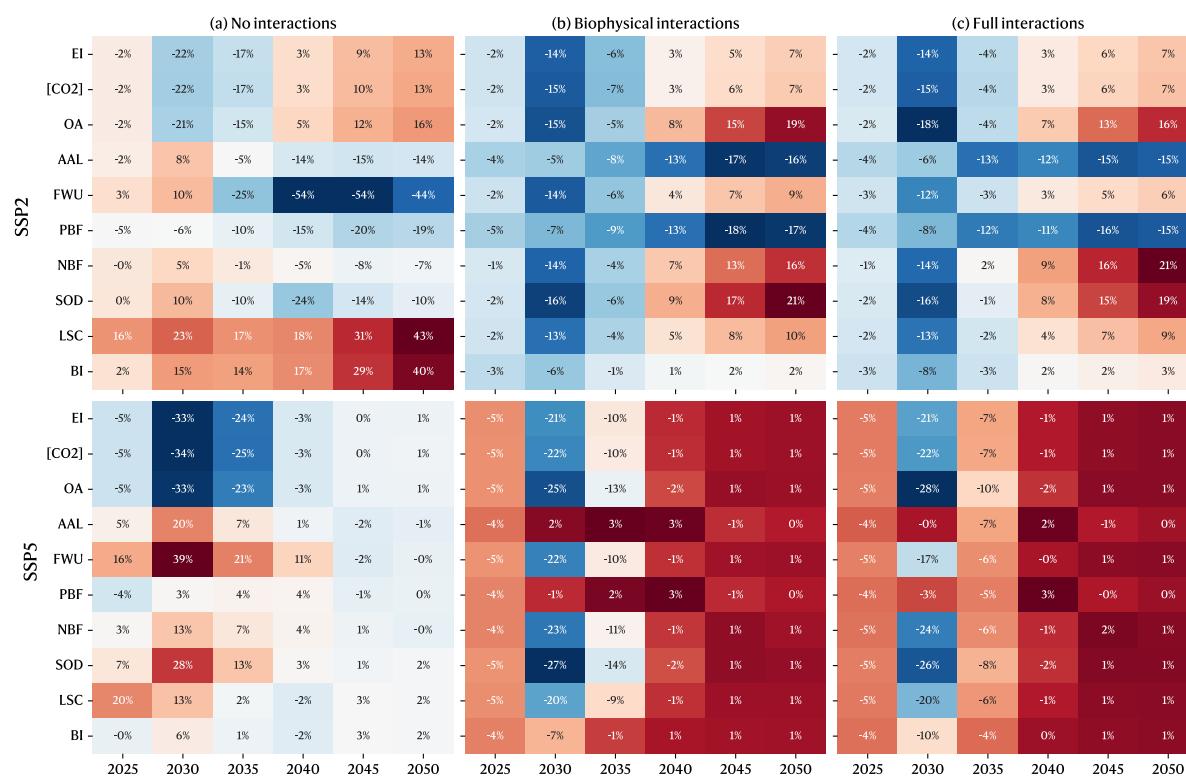 (a) No interactions (b) Biophysical interactions (c) Full interactions
EI -2% -22% -17% 3% 9% 13% -2% -14% -6% 3% 5% 7% -2% -14% -4% 3% 6% 7%
[CO2] -2% -22% -17% 3% 10% 13% -2% -15% -7% 3% 6% 7% -2% -15% -4% 3% 6% 7%
OA -2% -21% -15% 5% 12% 16% -2% -15% -5% 8% 15% 19% -2% -18% -4% 7% 13% 16%
AAL -2% 8% -5% -14% -15% -14% -4% -5% -8% -13% -17% -16% -4% -6% -13% -12% -15% -15%
FWU 3% 10% -25% -54% -54% -44% -2% -14% -6% 4% 7% 9% -3% -12% -3% 3% 5% 6%
PBF -5% -6% -10% -15% -20% -19% -5% -7% -9% -13% -18% -17% -4% -8% -12% -11% -16% -15%
NBF -0% 5% -1% -5% -8% -7% -1% -14% -4% 7% 13% 16% -1% -14% 2% 9% 16% 21%
SOD 0% 10% -10% -24% -14% -10% -2% -16% -6% 9% 17% 21% -2% -16% -1% 8% 15% 19%
LSC 16% 23% 17% 18% 31% 43% -2% -13% -4% 5% 8% 10% -2% -13% -2% 4% 7% 9%
BI 2% 15% 14% 17% 29% 40% -3% -6% -1% 1% 2% 2% -3% -8% -3% 2% 2% 3%
SSP2
EI -5% -33% -24% -3% 0% 1% -5% -21% -10% -1% 1% 1% -5% -21% -7% -1% 1% 1%
[CO2] -5% -34% -25% -3% 0% 1% -5% -22% -10% -1% 1% 1% -5% -22% -7% -1% 1% 1%
OA -5% -33% -23% -3% 1% 1% -5% -25% -13% -2% 1% 1% -5% -28% -10% -2% 1% 1%
AAL 5% 20% 7% 1% -2% -1% -4% 2% 3% 3% -1% 0% -4% -0% -7% 2% -1% 0%
FWU 16% 39% 21% 11% -2% -0% -5% -22% -10% -1% 1% 1% -5% -17% -6% -0% 1% 1%
PBF -4% 3% 4% 4% -1% 0% -4% -1% 2% 3% -1% 0% -4% -3% -5% 3% -0% 0%
NBF 3% 13% 7% 4% 1% -0% -4% -23% -11% -1% 1% 1% -5% -24% -6% -1% 2% 1%
SOD 7% 28% 13% 3% 1% 2% -5% -27% -14% -2% 1% 1% -5% -26% -8% -2% 1% 1%
LSC 20% 13% 2% -2% 3% 2% -5% -20% -9% -1% 1% 1% -5% -20% -6% -1% 1% 1%
BI -0% 6% 1% -2% 3% 2% -4% -7% -1% 1% 1% 1% -4% -10% -4% 0% 1% 1%
SSP5
2025 2030 2035 2040 2045 2050 2025 2030 2035 2040 2045 2050 2025 2030 2035 2040 2045 2050